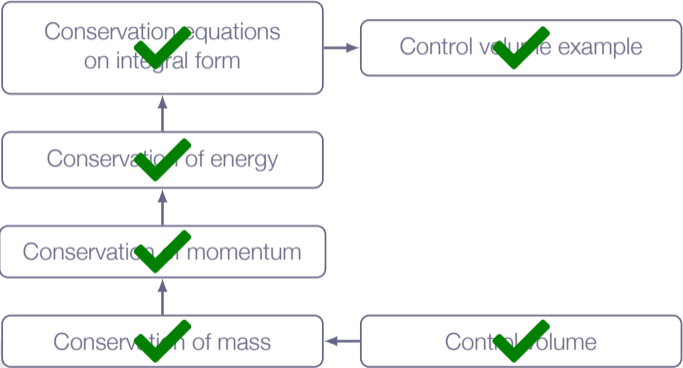 Conservation equations
on integral form
Control volume example
Conservation of energy
Conservation of momentum
Conservation of mass
Control volume